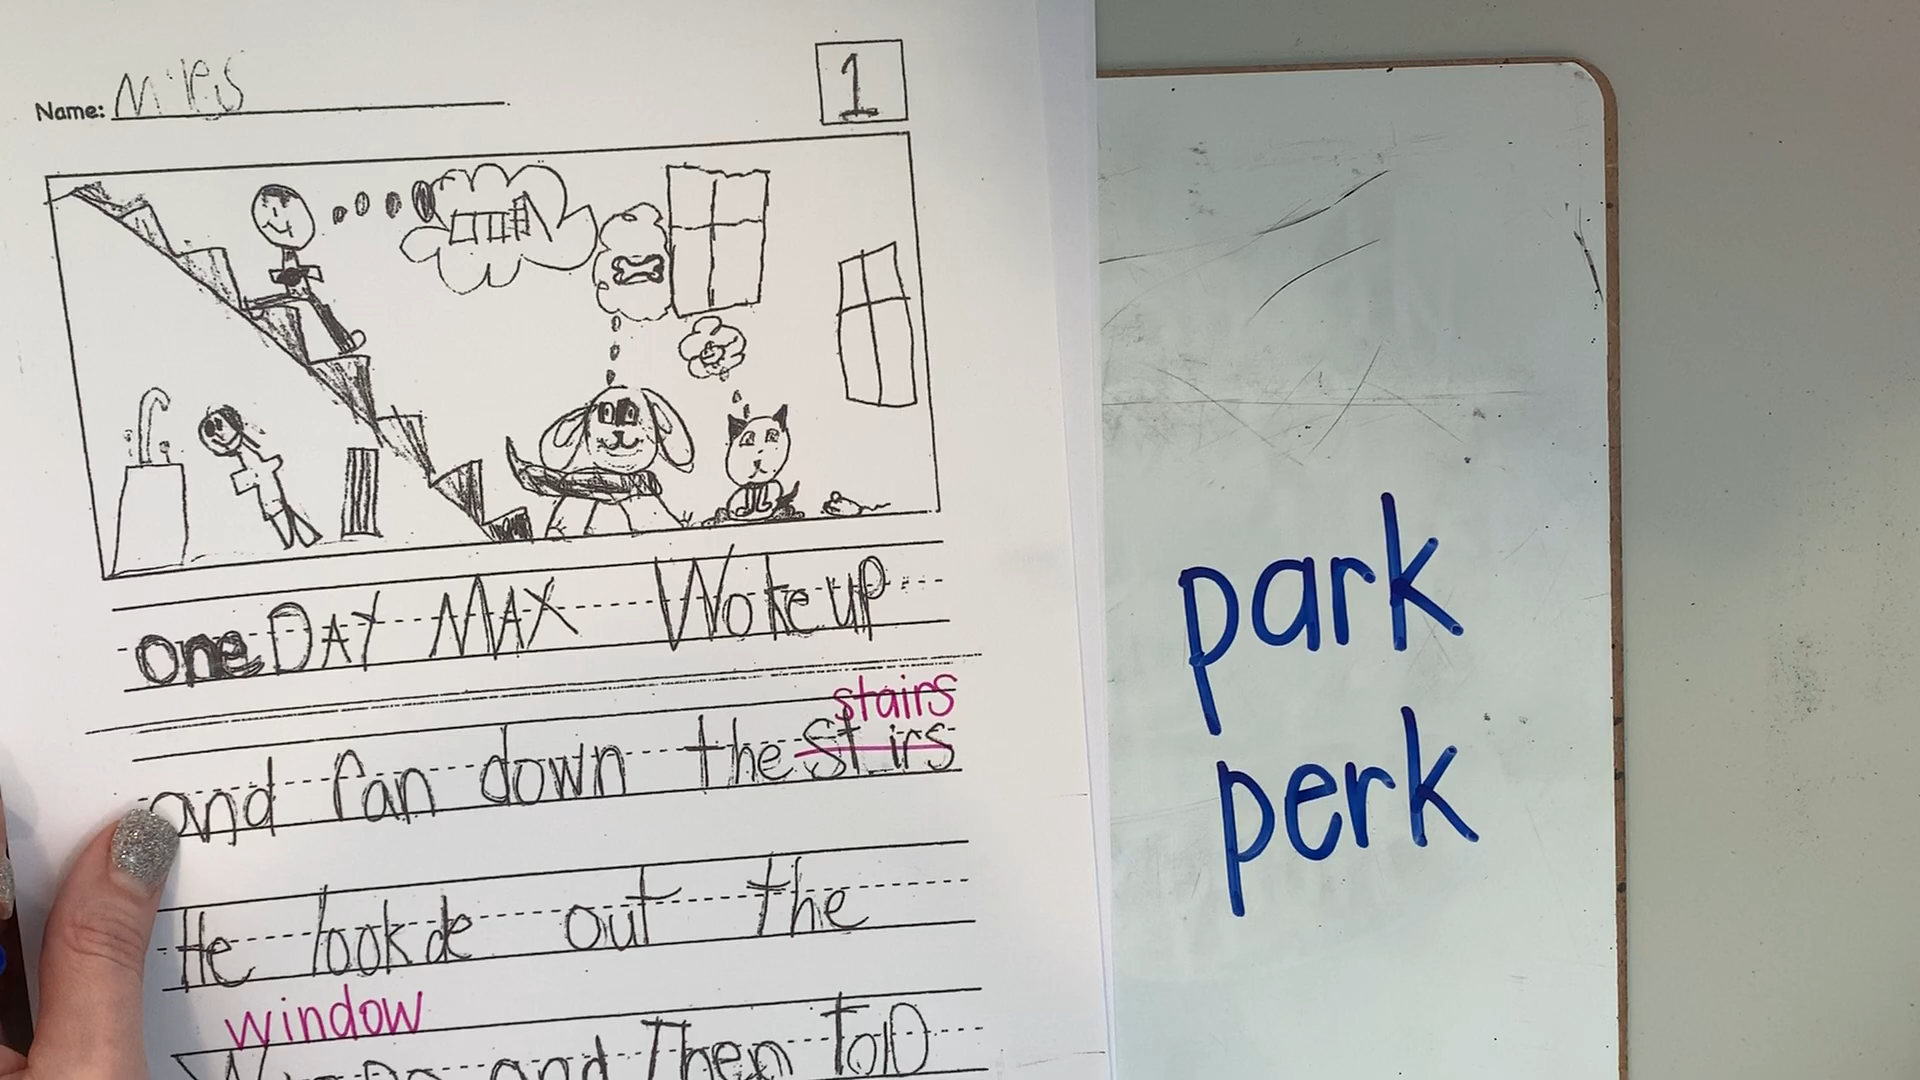 Name: Miles
1
one DAY MAX Woke up
stairs
and ran down the st irs
He lookde out the
window
and Then tolD
park
perk